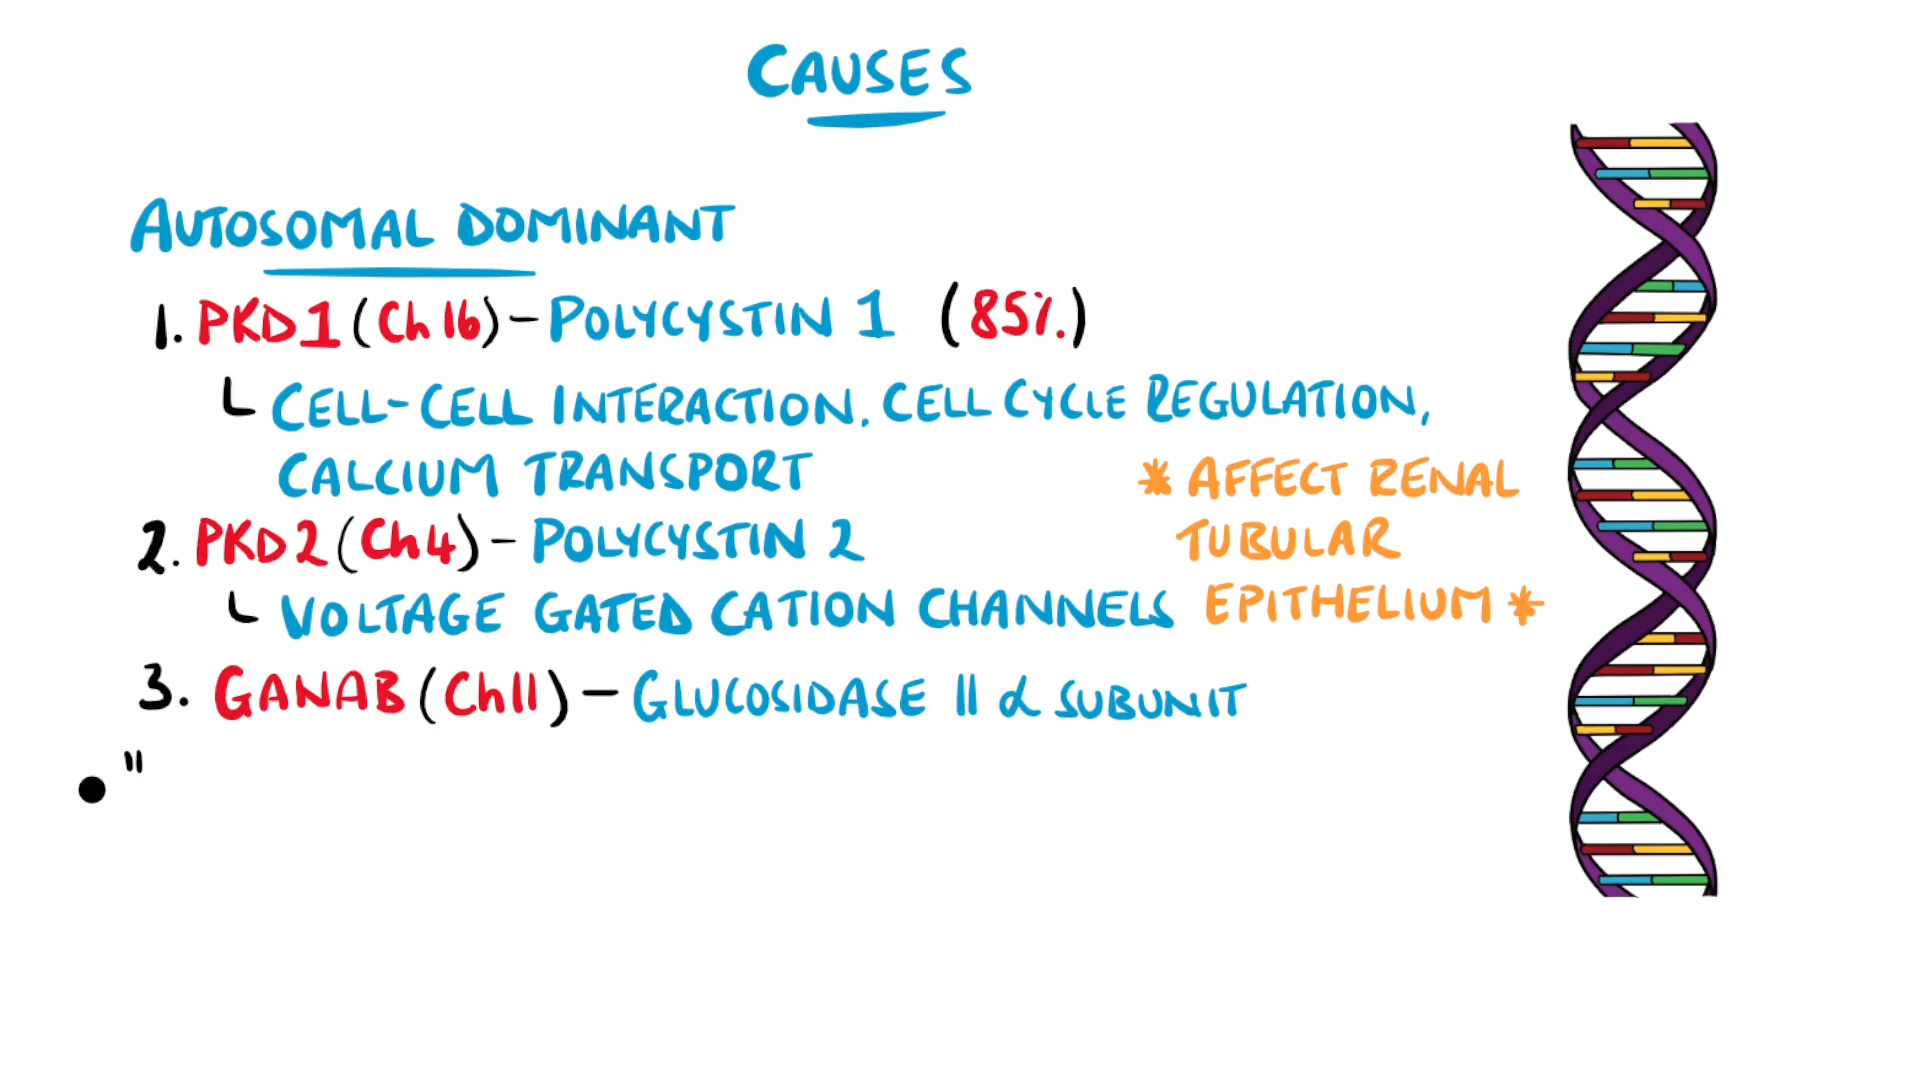 CAUSES
AUTOSOMAL DOMINANT
1. PKD1 (Ch 16) - POLYCYSTIN 1 (85%)
CELL-CELL INTERACTION. CELL CYCLE REGULATION,
CALCIUM TRANSPORT
2. PKD2 (Ch4) - POLYCYSTIN 2
VOLTAGE GATED CATION CHANNELS
* AFFECT RENAL
TUBULAR
EPITHELIUM *
3. GANAB (Ch11) - GLUCOSIDASE II α SUBUNIT
• "